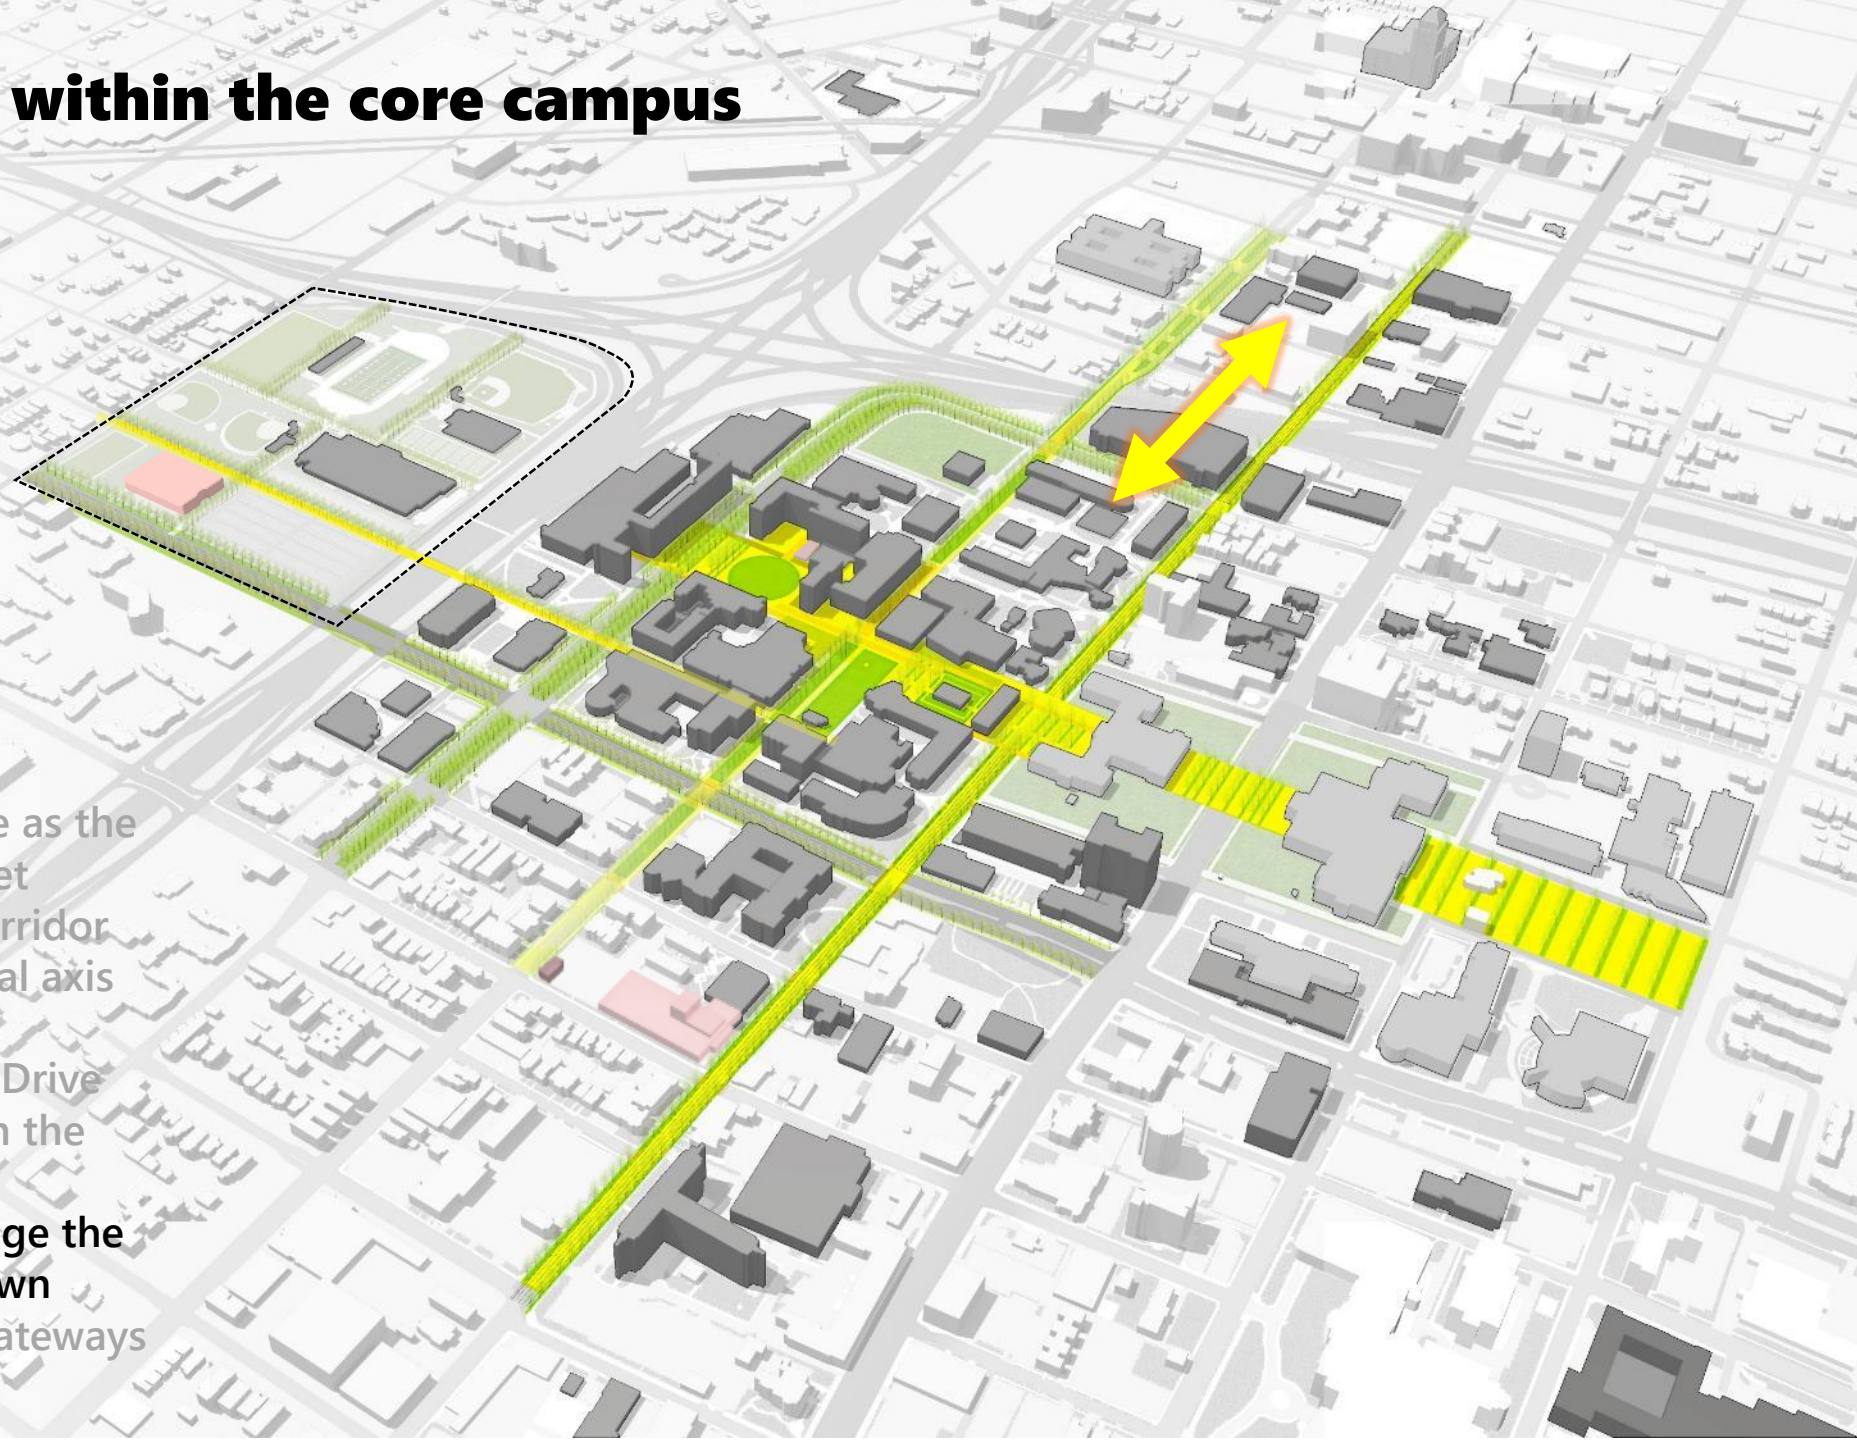 within the core campus
e as the
et
rridor
al axis
Drive
n the
ge the
wn
ateways